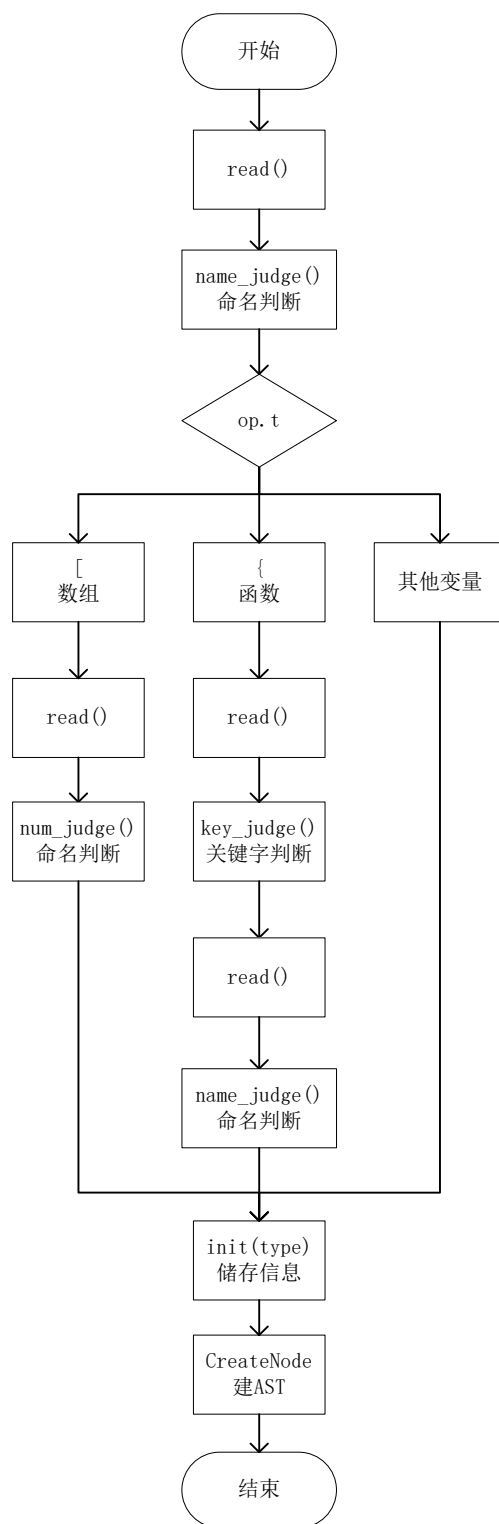 开始
read()
name_judge()
命名判断
op.t
[
数组
{
函数
其他变量
read()
read()
num_judge()
命名判断
key_judge()
关键字判断
read()
name_judge()
命名判断
init(type)
储存信息
CreateNode
建AST
结束